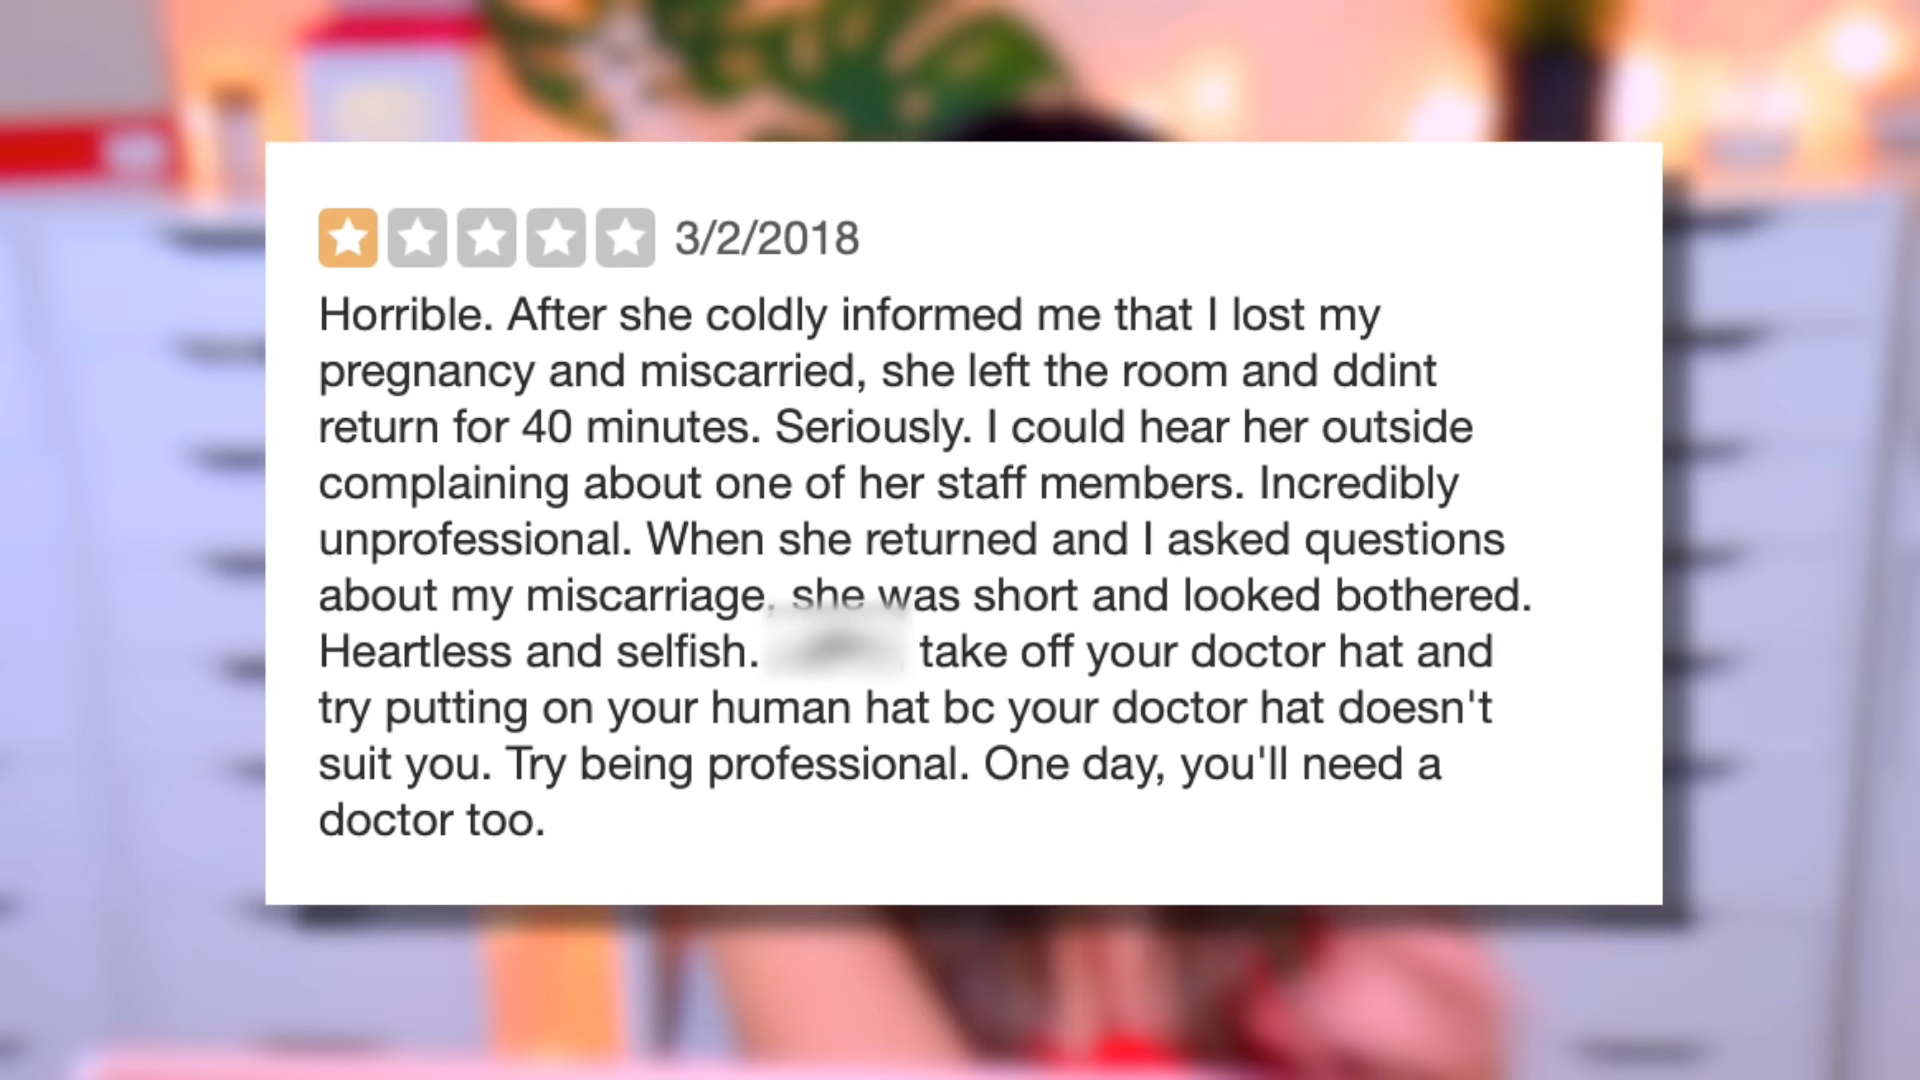 3/2/2018
Horrible. After she coldly informed me that I lost my
pregnancy and miscarried, she left the room and ddint
return for 40 minutes. Seriously. I could hear her outside
complaining about one of her staff members. Incredibly
unprofessional. When she returned and I asked questions
about my miscarriage, she was short and looked bothered.
Heartless and selfish. take off your doctor hat and
try putting on your human hat bc your doctor hat doesn't
suit you. Try being professional. One day, you'll need a
doctor too.